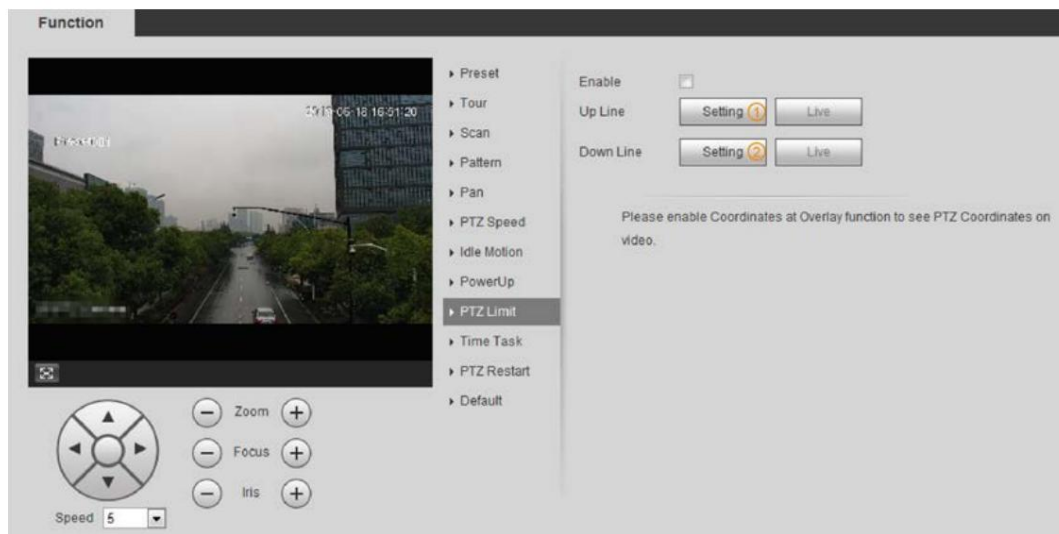 Function
Preset
Tour
Scan
Pattern
Pan
PTZ Speed
Idle Motion
PowerUp
PTZ Limit
Time Task
PTZ Restart
Default
Enable
Up Line
Setting 1
Live
Down Line
Setting 2
Live
Please enable Coordinates at Overlay function to see PTZ Coordinates on
video.
Zoom
Focus
Iris
Speed
5